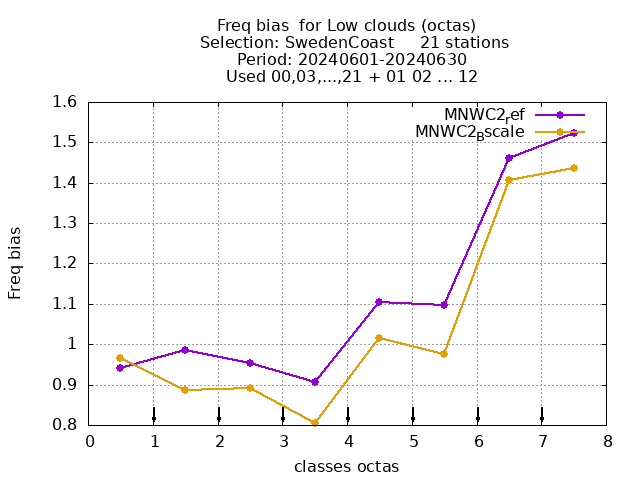 Freq bias  for Low clouds (octas)
Selection: SwedenCoast     21 stations
Period: 20240601-20240630
Used 00,03,...,21 + 01 02 ... 12
MNWC2ref
MNWC2Bscale
1.6
1.5
1.4
1.3
1.2
1.1
1
0.9
0.8
Freq bias
0 1 2 3 4 5 6 7 8
classes octas